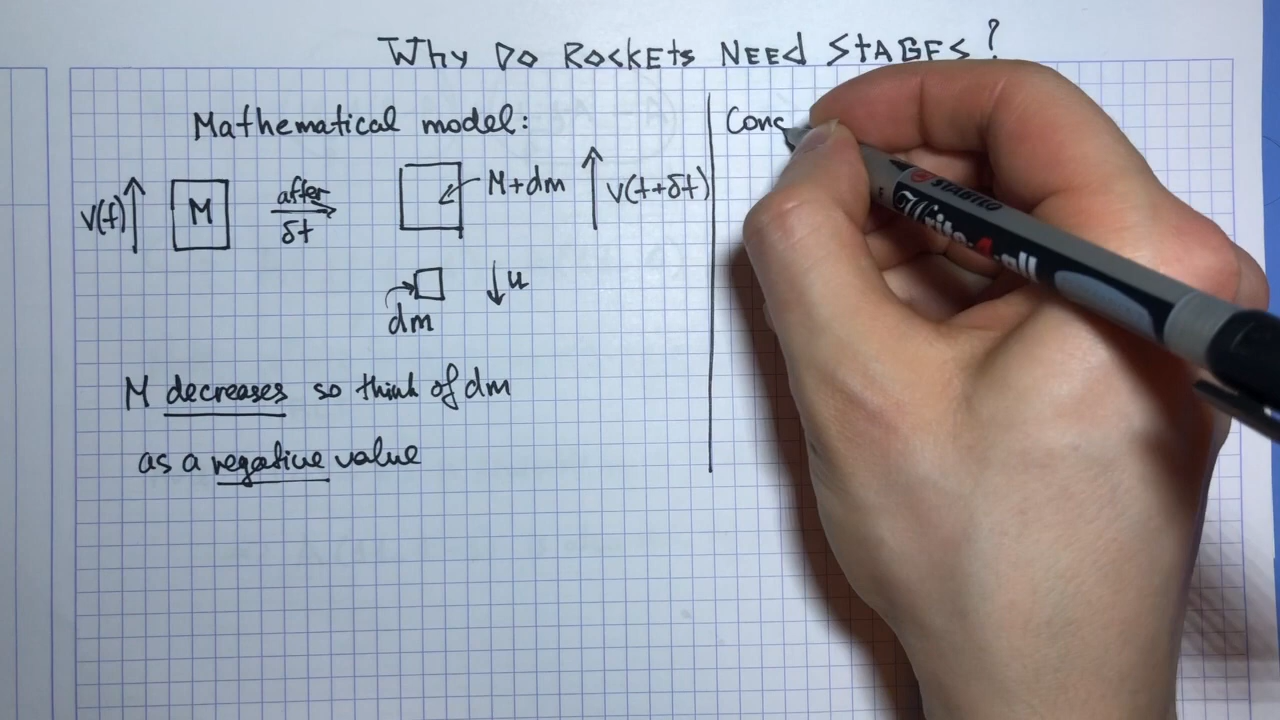 Why Do Rockets Need Stages?
Mathematical model:
v(t)
M
after
δt
M+dm
v(t+δt)
dm
u
M decreases so think of dm
as a negative value
Cons
STABILO
Write-4-all